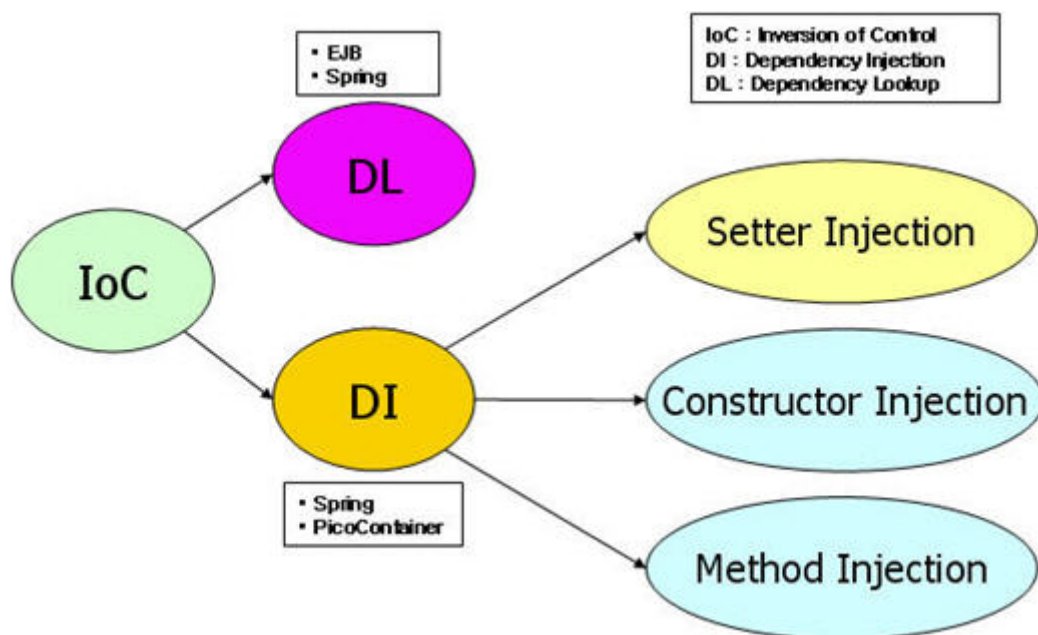 ▪ EJB
▪ Spring
IoC : Inversion of Control
DI : Dependency Injection
DL : Dependency Lookup
DL
IoC
DI
▪ Spring
▪ PicoContainer
Setter Injection
Constructor Injection
Method Injection